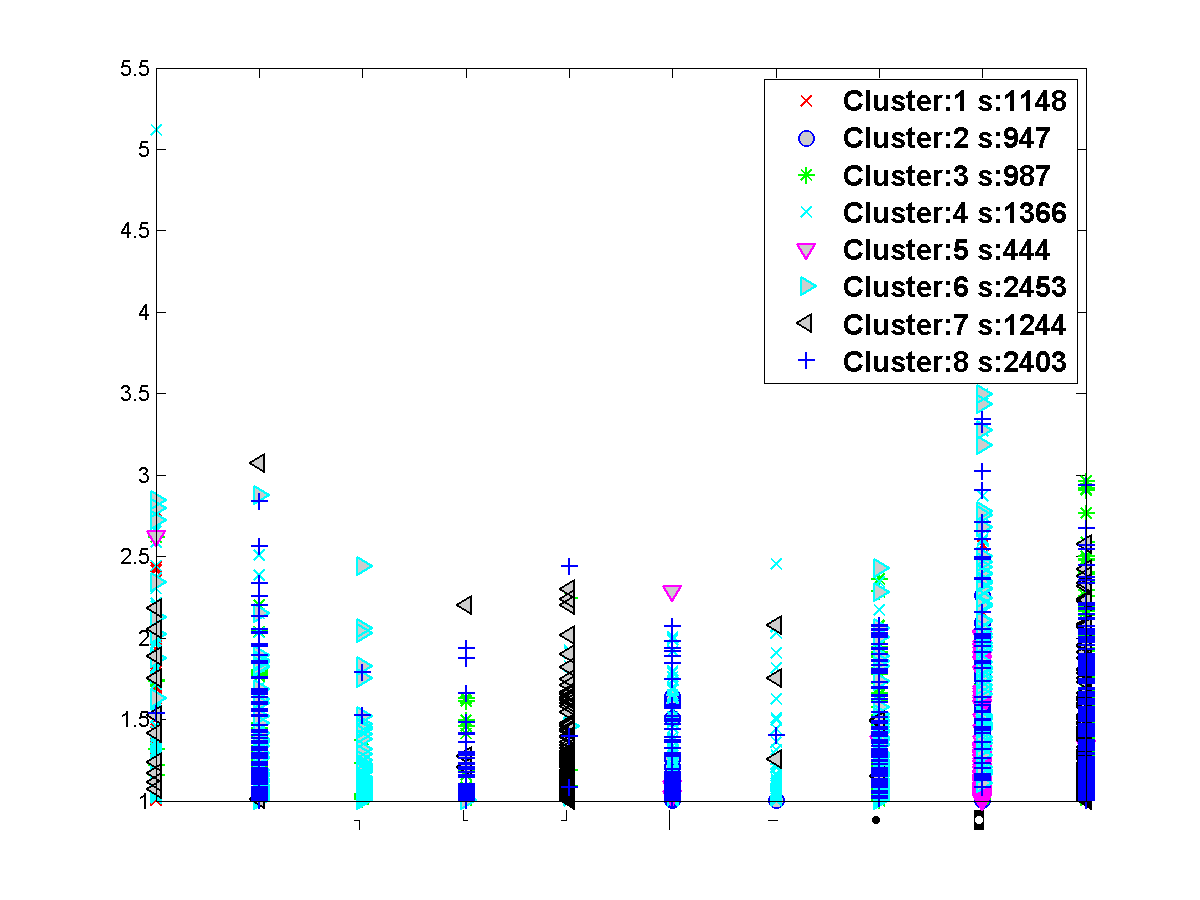 5.5
5
4.5
4
3.5
3
2.5
2
1.5
1
Cluster:1 s:1148
Cluster:2 s:947
Cluster:3 s:987
Cluster:4 s:1366
Cluster:5 s:444
Cluster:6 s:2453
Cluster:7 s:1244
Cluster:8 s:2403
┐ └ ┘ │ ─ • ◘